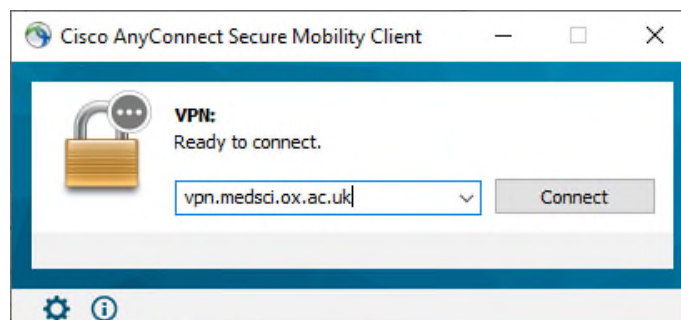 Cisco AnyConnect Secure Mobility Client
VPN:
Ready to connect.
vpn.medsci.ox.ac.uk
Connect